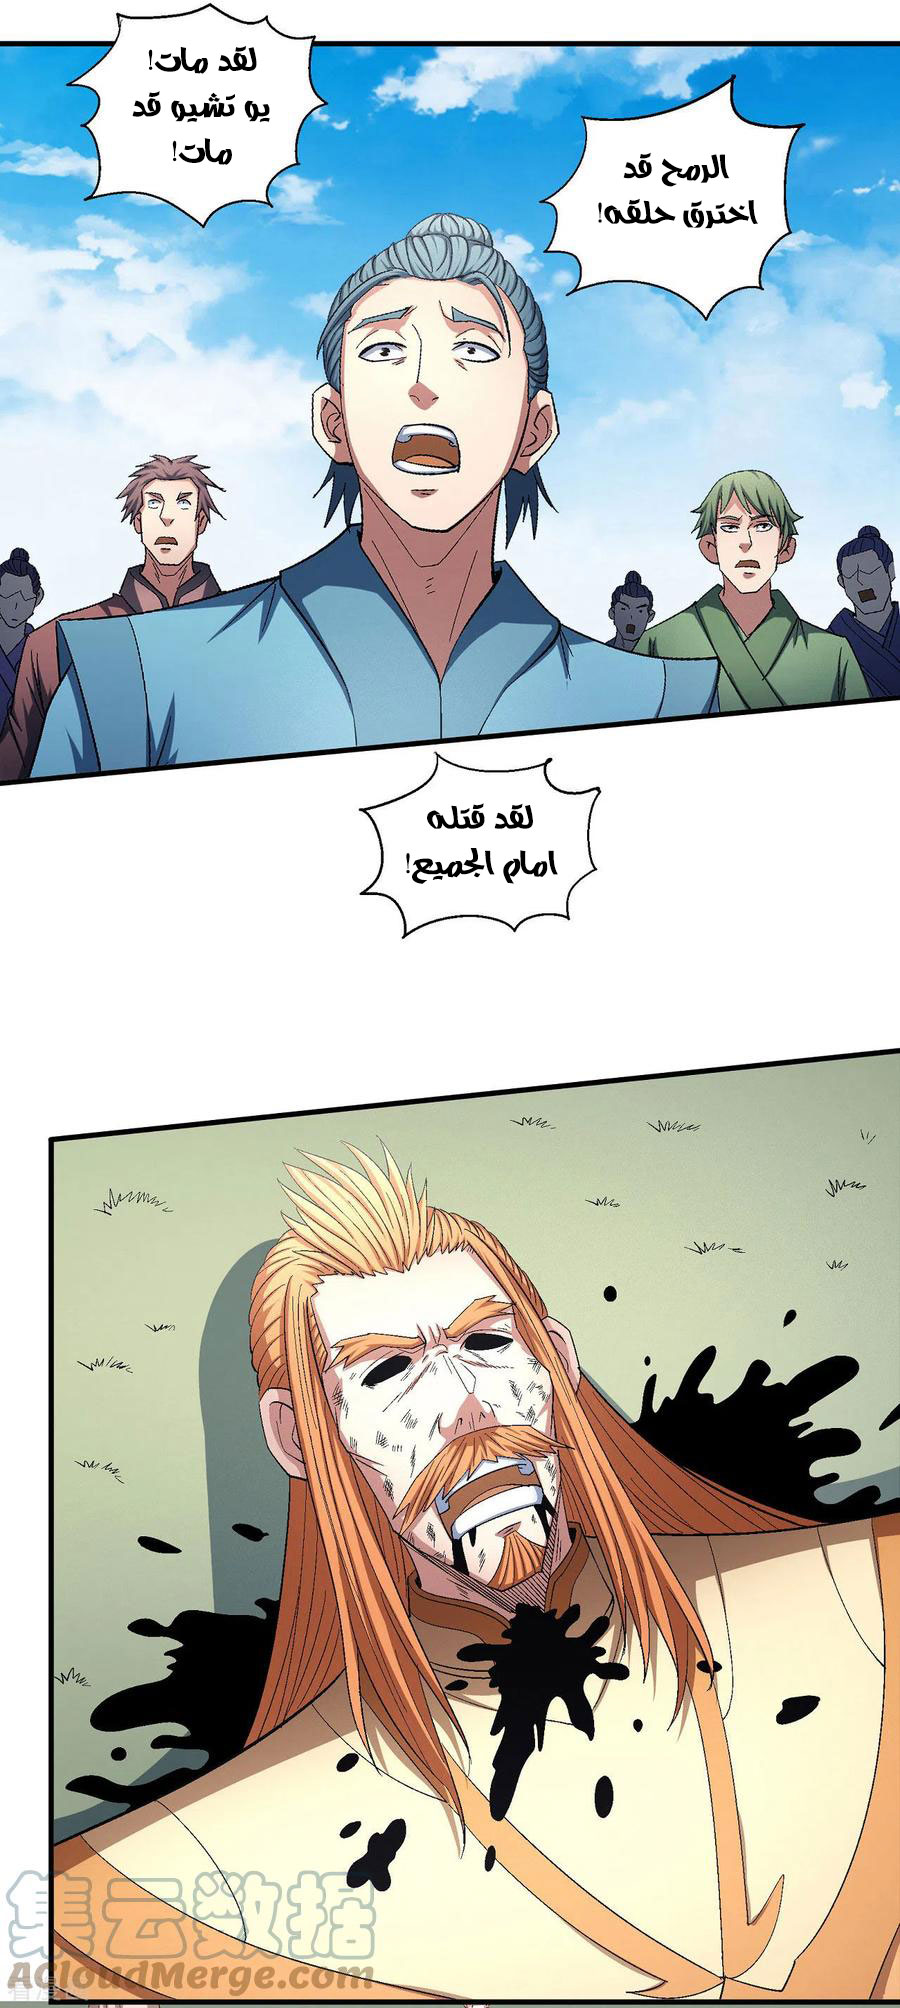 الرمح قد
اخترق حلقه!
لقد مات!
يو تشيو قد
مات!
لقد قتله
امام الجميع!
集云数据
ACloudMerge.com